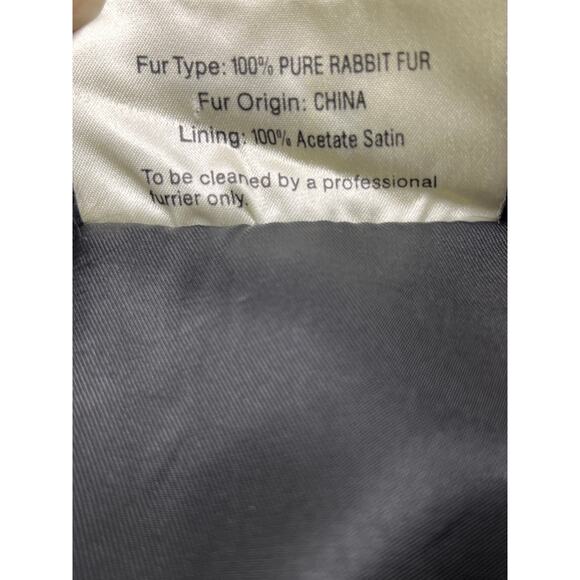 Fur Type: 100% PURE RABBIT FUR
Fur Origin: CHINA
Lining: 100% Acetate Satin
To be cleaned by a professional
furrier only.